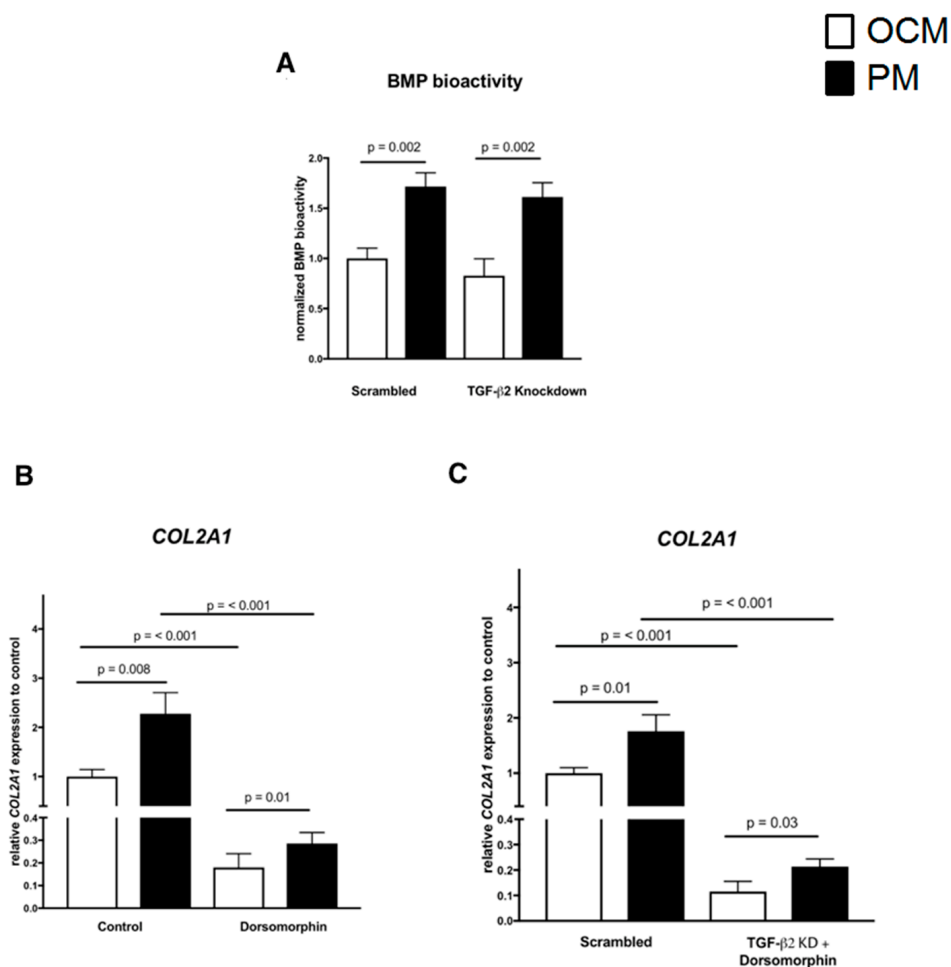 OCM
PM
A
BMP bioactivity
normalized BMP bioactivity
2.0
1.5
1.0
0.5
0.0
p = 0.002
p = 0.002
Scrambled
TGF-β2 Knockdown
B
COL2A1
relative COL2A1 expression to control
4
3
2
1
0.4
0.3
0.2
0.1
0.0
p = < 0.001
p = < 0.001
p = 0.008
p = 0.01
Control
Dorsomorphin
C
COL2A1
relative COL2A1 expression to control
4
3
2
1
0.4
0.3
0.2
0.1
0.0
p = < 0.001
p = < 0.001
p = 0.01
p = 0.03
Scrambled
TGF-β2 KD +
Dorsomorphin